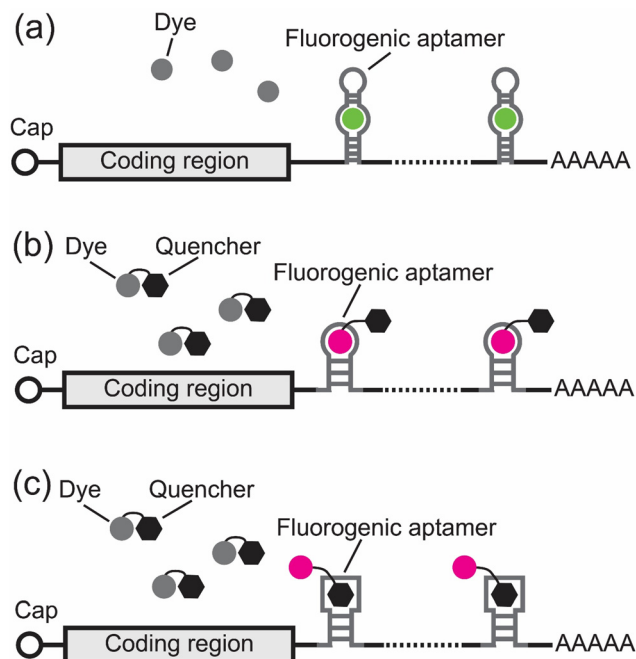 (a)
Dye
Fluorogenic aptamer
Cap
Coding region
AAAAA
(b)
Dye
Quencher
Fluorogenic aptamer
Cap
Coding region
AAAAA
(c)
Dye
Quencher
Fluorogenic aptamer
Cap
Coding region
AAAAA